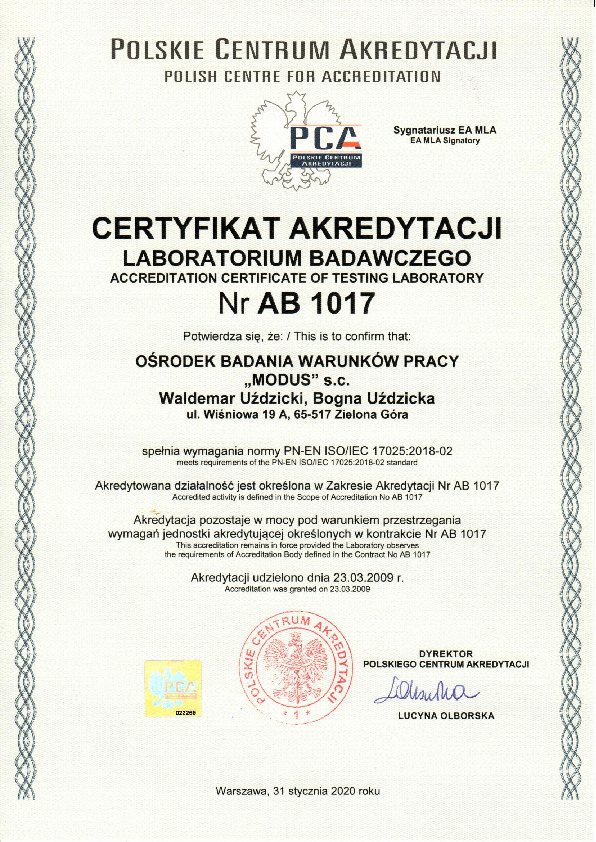 POLSKIE CENTRUM AKREDYTACJI
POLISH CENTRE FOR ACCREDITATION
PCA
POLSKIE CENTRUM
AKREDYTACJI
Sygnatariusz EA MLA
EA MLA Signatory
CERTYFIKAT AKREDYTACJI
LABORATORIUM BADAWCZEGO
ACCREDITATION CERTIFICATE OF TESTING LABORATORY
Nr AB 1017
Potwierdza się, że: / This is to confirm that:
OŚRODEK BADANIA WARUNKÓW PRACY
„MODUS” s.c.
Waldemar Uździcki, Bogna Uździcka
ul. Wiśniowa 19 A, 65-517 Zielona Góra
spełnia wymagania normy PN-EN ISO/IEC 17025:2018-02
meets requirements of the PN-EN ISO/IEC 17025:2018-02 standard
Akredytowana działalność jest określona w Zakresie Akredytacji Nr AB 1017
Accredited activity is defined in the Scope of Accreditation No AB 1017
Akredytacja pozostaje w mocy pod warunkiem przestrzegania
wymagań jednostki akredytującej określonych w kontrakcie Nr AB 1017
This accreditation remains in force provided the Laboratory observes
the requirements of Accreditation Body defined in the Contract No AB 1017
Akredytacji udzielono dnia 23.03.2009 r.
Accreditation was granted on 23.03.2009
POLSKIE CENTRUM AKREDYTACJI
* 1 *
PCA
DYREKTOR
POLSKIEGO CENTRUM AKREDYTACJI
LUCYNA OLBORSKA
Warszawa, 31 stycznia 2020 roku